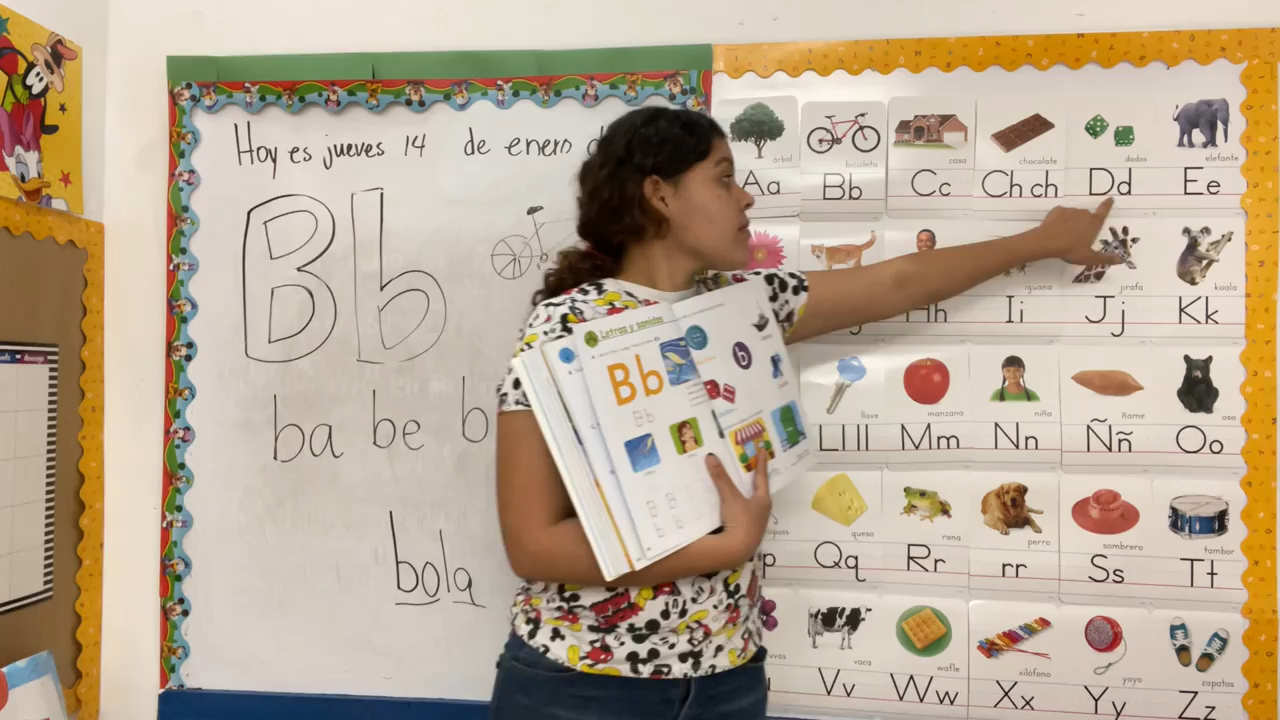 Hoy es jueves 14 de enero
Bb
ba be b
bola
Letras y sonidos
Bb
b
árbol bicicleta casa chocolate dados elefante
Aa Bb Cc Ch ch Dd Ee
iguana jirafa koala
Hh Ii Jj Kk
llave manzana niña ñame oso
Ll ll Mm Nn Ññ Oo
queso rana perro sombrero tambor
p Qq Rr rr Ss Tt
uvas vaca wafle xilófono yoyo zapatos
Vv Ww Xx Yy Zz